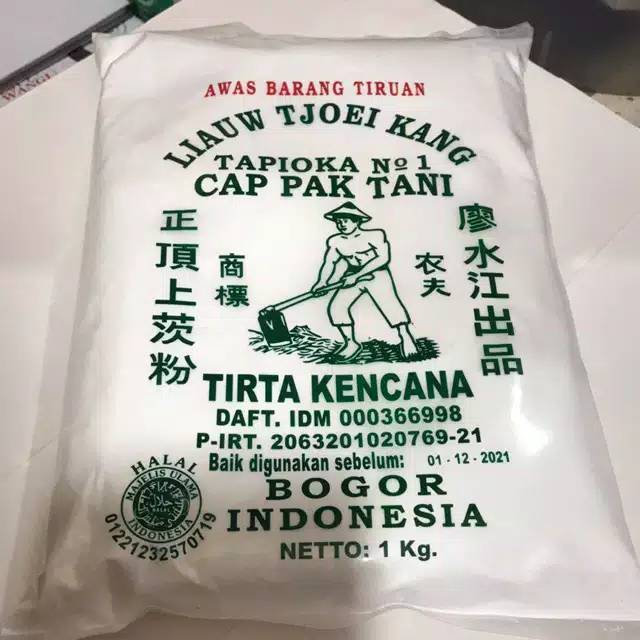 AWAS BARANG TIRUAN
LIAUW TJOEI KANG
TAPIOKA No 1
CAP PAK TANI
正頂上茨粉
商標
農夫
廖水江出品
TIRTA KENCANA
DAFT. IDM 000366998
P-IRT. 2063201020769-21
Baik digunakan sebelum: 01-12-2021
HALAL
MAJELIS ULAMA
INDONESIA
01221232570719
BOGOR
INDONESIA
NETTO: 1 Kg.